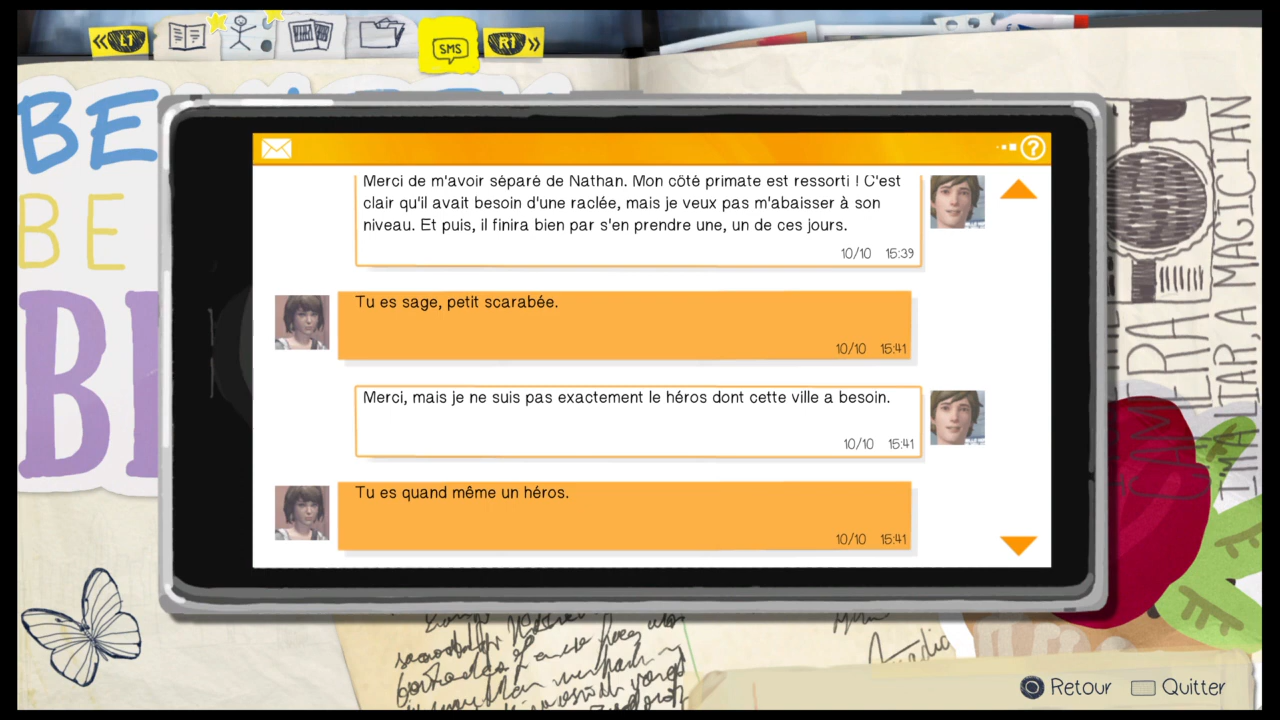 L1
SMS
R1
BE
BE
Merci de m'avoir séparé de Nathan. Mon côté primate est ressorti ! C'est
clair qu'il avait besoin d'une raclée, mais je veux pas m'abaisser à son
niveau. Et puis, il finira bien par s'en prendre une, un de ces jours.
10/10 15:39
Tu es sage, petit scarabée.
10/10 15:41
Merci, mais je ne suis pas exactement le héros dont cette ville a besoin.
10/10 15:41
Tu es quand même un héros.
10/10 15:41
?
CAMERA
LIAR, A MAGICIAN
Retour
Quitter